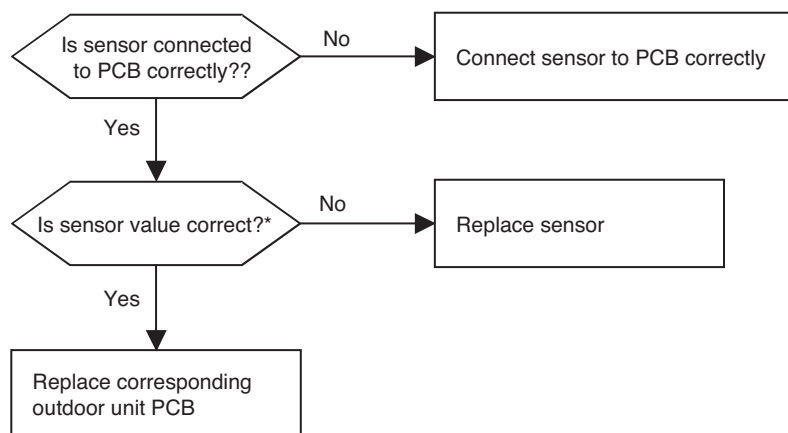 Is sensor connected
to PCB correctly??
No
Connect sensor to PCB correctly
Yes
Is sensor value correct?*
No
Replace sensor
Yes
Replace corresponding
outdoor unit PCB